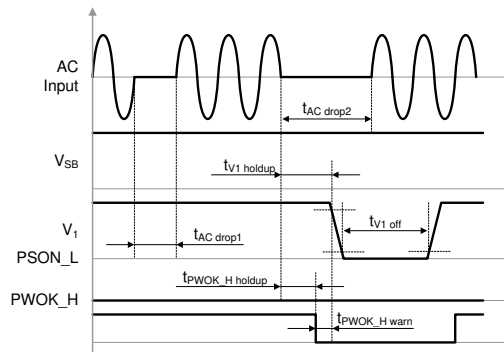 AC
Input
tAC drop2
VSB
tV1 holdup
V1
tV1 off
tAC drop1
PSON_L
tPWOK_H holdup
PWOK_H
tPWOK_H warn